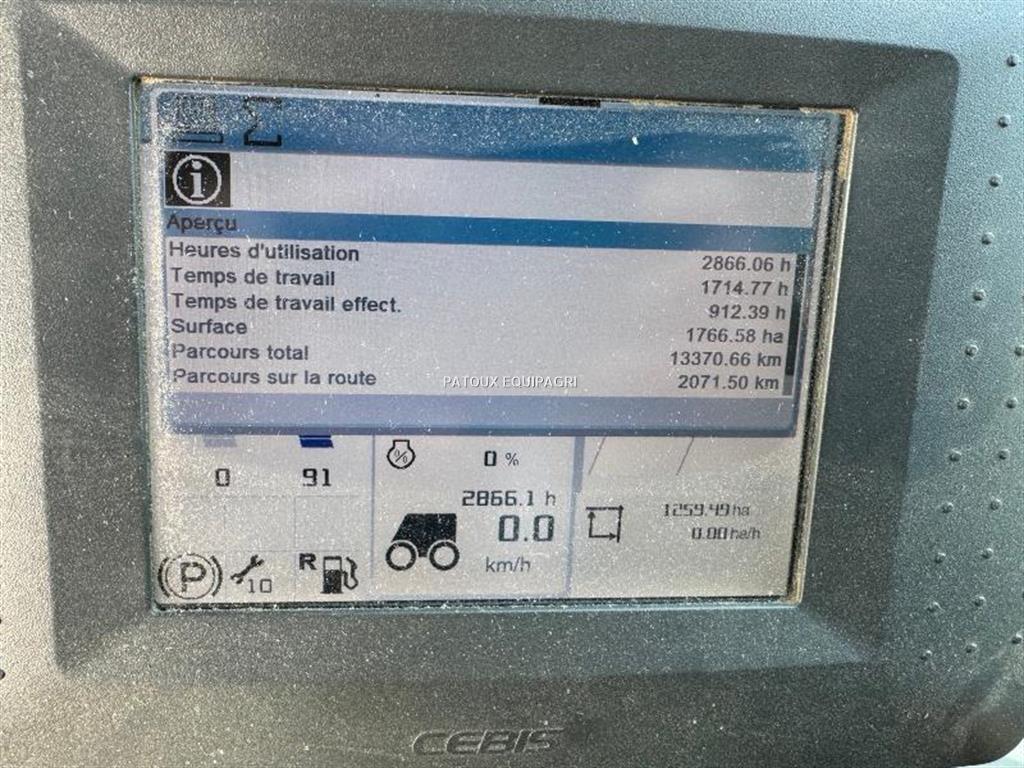 Aperçu
Heures d'utilisation 2866.06 h
Temps de travail 1714.77 h
Temps de travail effect. 912.39 h
Surface 1766.58 ha
Parcours total 13370.66 km
Parcours sur la route 2071.50 km
PATOUX EQUIPAGRI
0 91 0 %
2866.1 h
0.0
km/h
1259.49 ha
0.00 ha/h
P 10 R
CEBIS